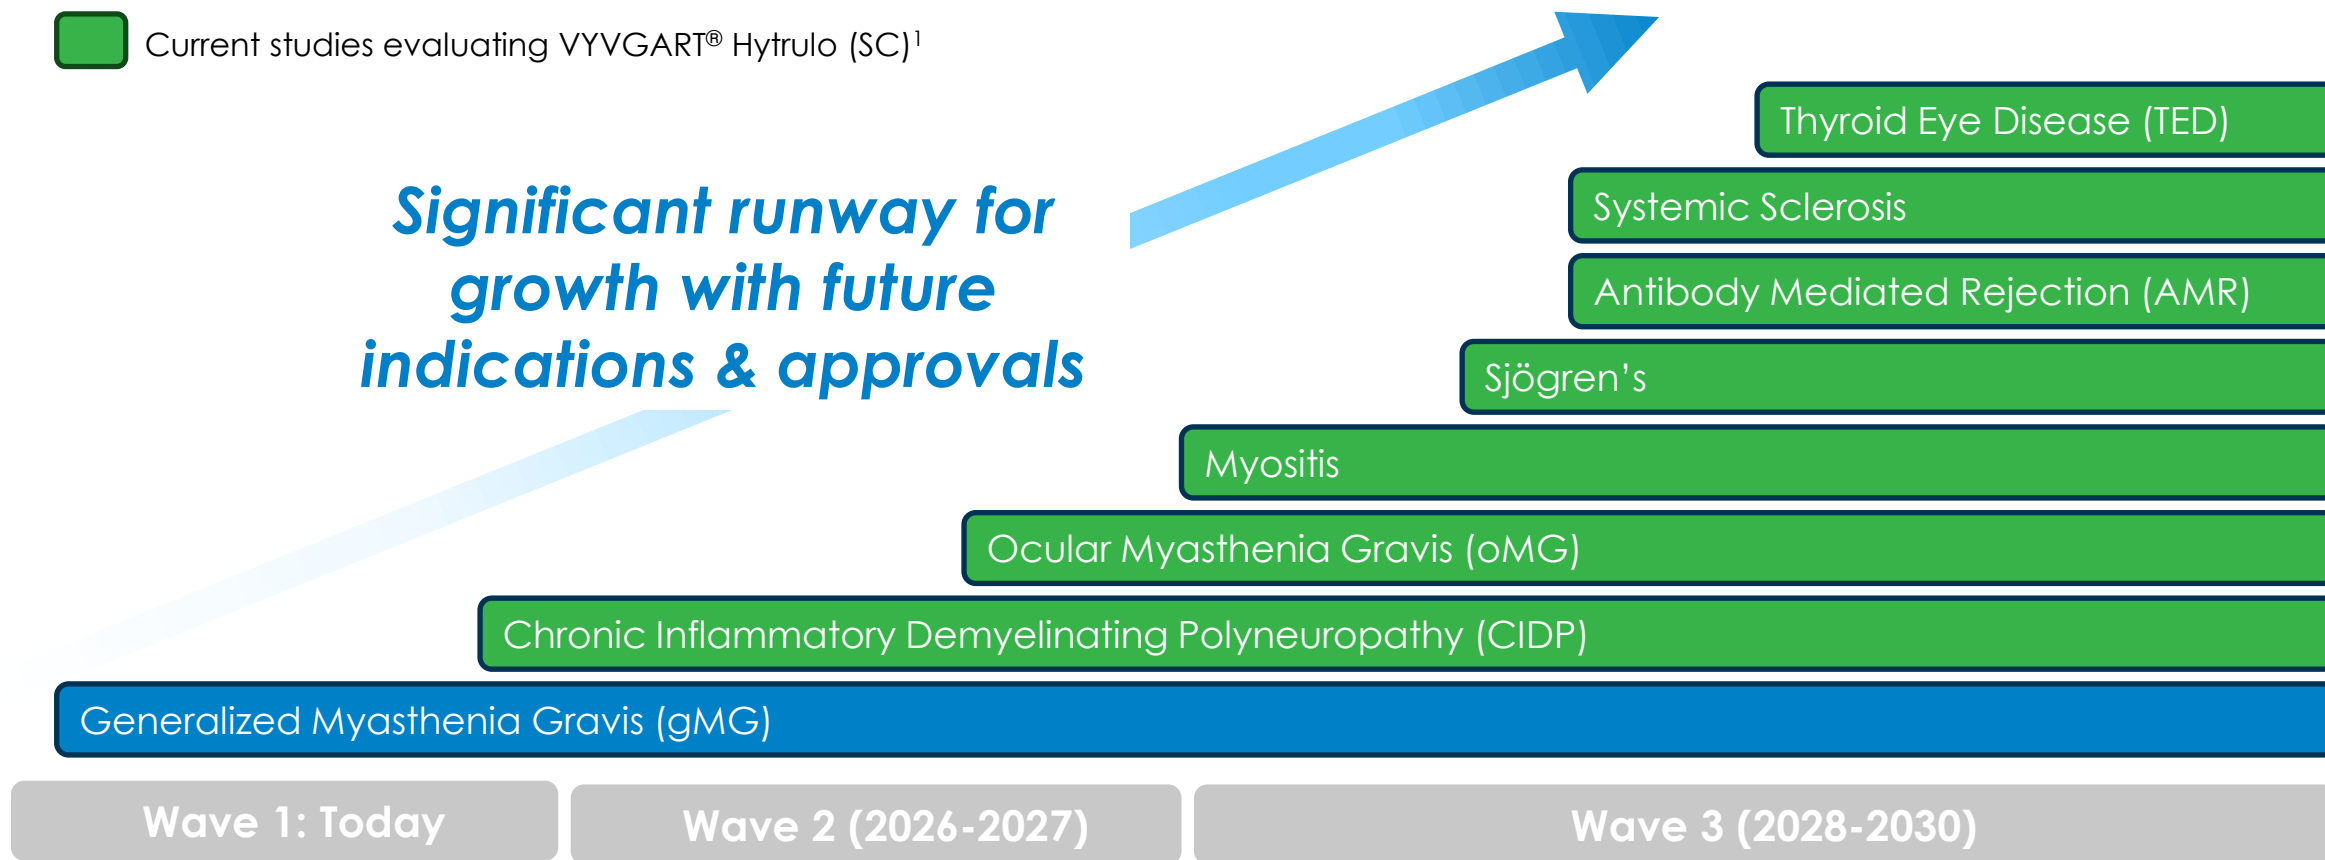 Current studies evaluating VYVGART® Hytrulo (SC)¹
Significant runway for
growth with future
indications & approvals
Thyroid Eye Disease (TED)
Systemic Sclerosis
Antibody Mediated Rejection (AMR)
Sjögren’s
Myositis
Ocular Myasthenia Gravis (oMG)
Chronic Inflammatory Demyelinating Polyneuropathy (CIDP)
Generalized Myasthenia Gravis (gMG)
Wave 1: Today
Wave 2 (2026-2027)
Wave 3 (2028-2030)